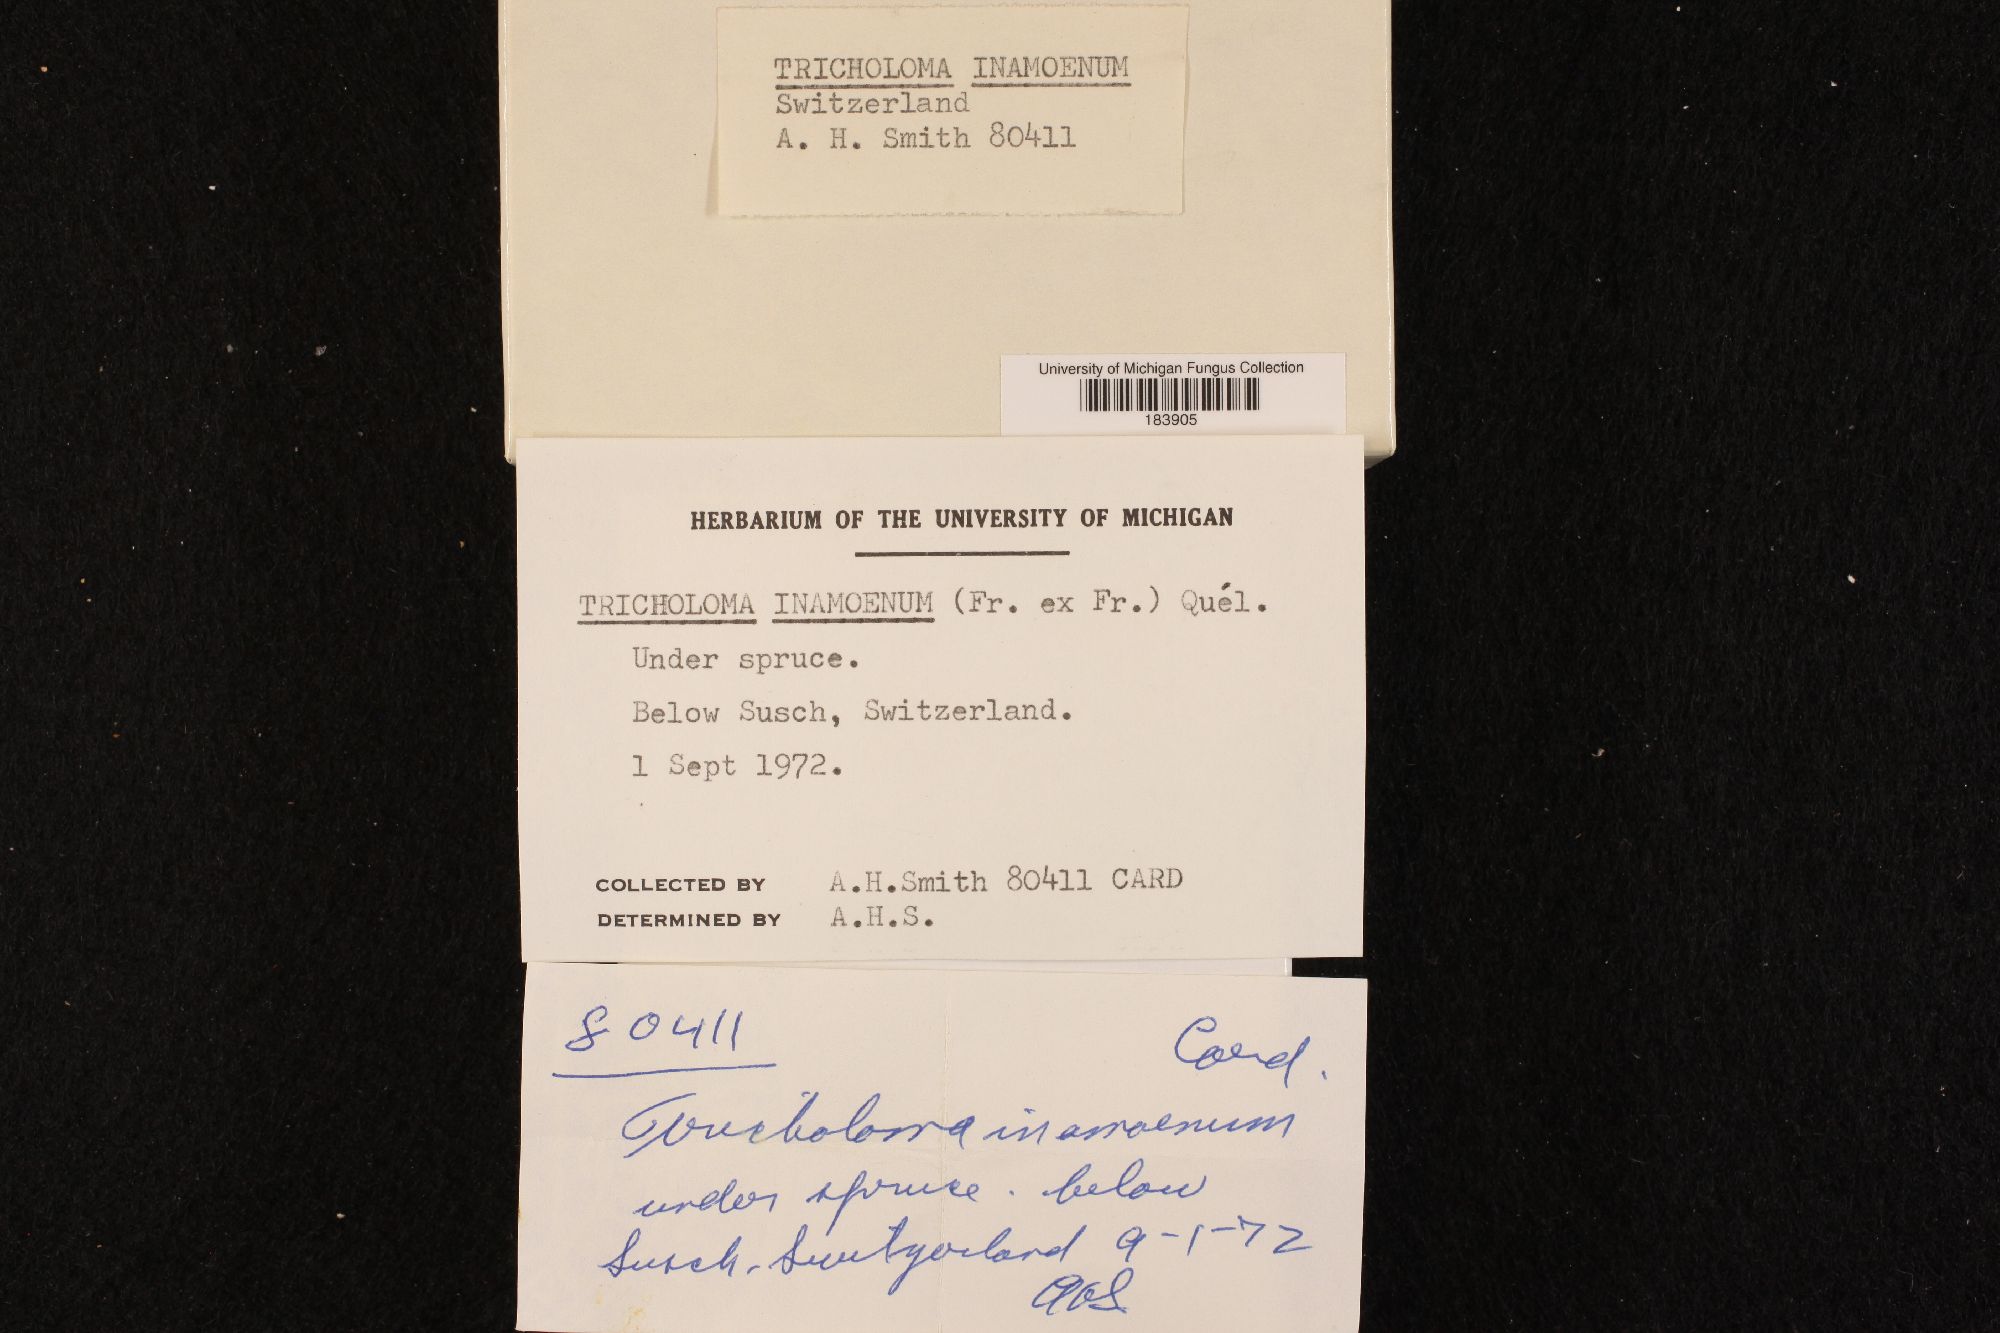 TRICHOLOMA INAMOENUM
Switzerland
A. H. Smith 80411
University of Michigan Fungus Collection
183905
HERBARIUM OF THE UNIVERSITY OF MICHIGAN
TRICHOLOMA INAMOENUM (Fr. ex Fr.) Quél.
Under spruce.
Below Susch, Switzerland.
1 Sept 1972.
COLLECTED BY A.H.Smith 80411 CARD
DETERMINED BY A.H.S.
80411 Card.
Tricholoma inamoenum
under spruce. below
Susch. Switzerland 9-1-72
AHS